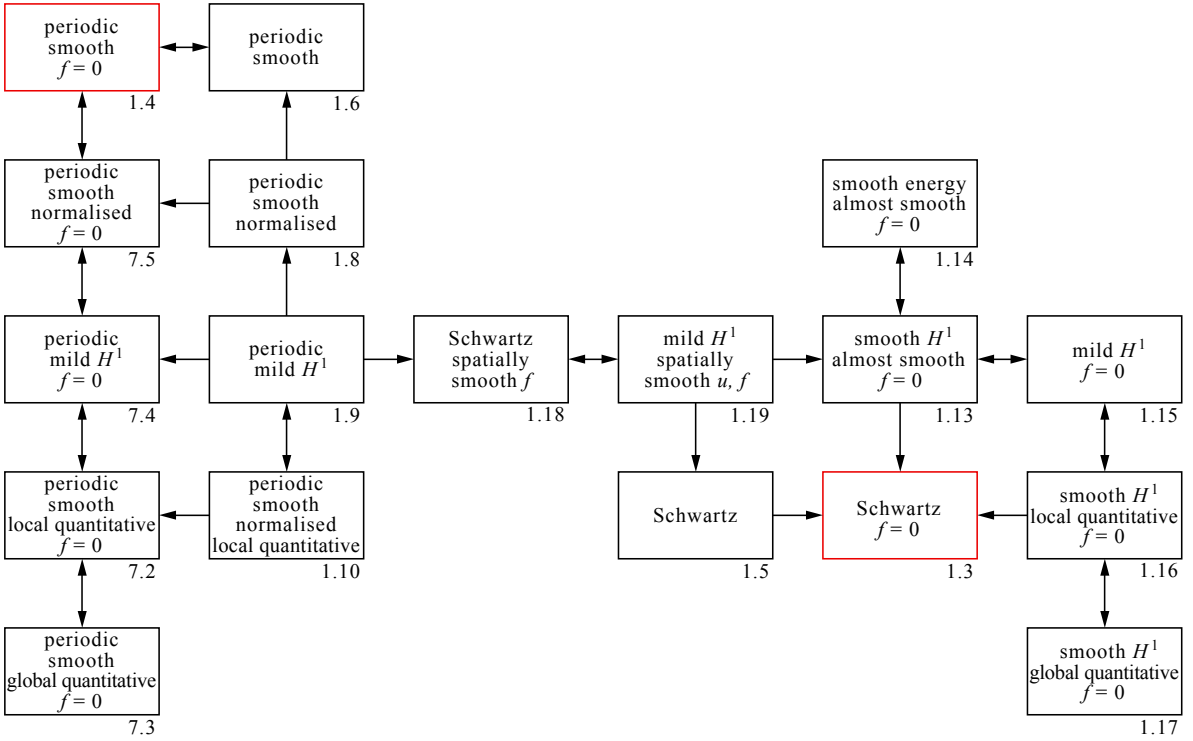 periodic
smooth
f = 0
1.4
periodic
smooth
1.6
periodic
smooth
normalised
f = 0
7.5
periodic
smooth
normalised
1.8
smooth energy
almost smooth
f = 0
1.14
periodic
mild H¹
f = 0
7.4
periodic
mild H¹
1.9
Schwartz
spatially
smooth f
1.18
mild H¹
spatially
smooth u, f
1.19
smooth H¹
almost smooth
f = 0
1.13
mild H¹
f = 0
1.15
periodic
smooth
local quantitative
f = 0
7.2
periodic
smooth
normalised
local quantitative
1.10
Schwartz
1.5
Schwartz
f = 0
1.3
smooth H¹
local quantitative
f = 0
1.16
periodic
smooth
global quantitative
f = 0
7.3
smooth H¹
global quantitative
f = 0
1.17